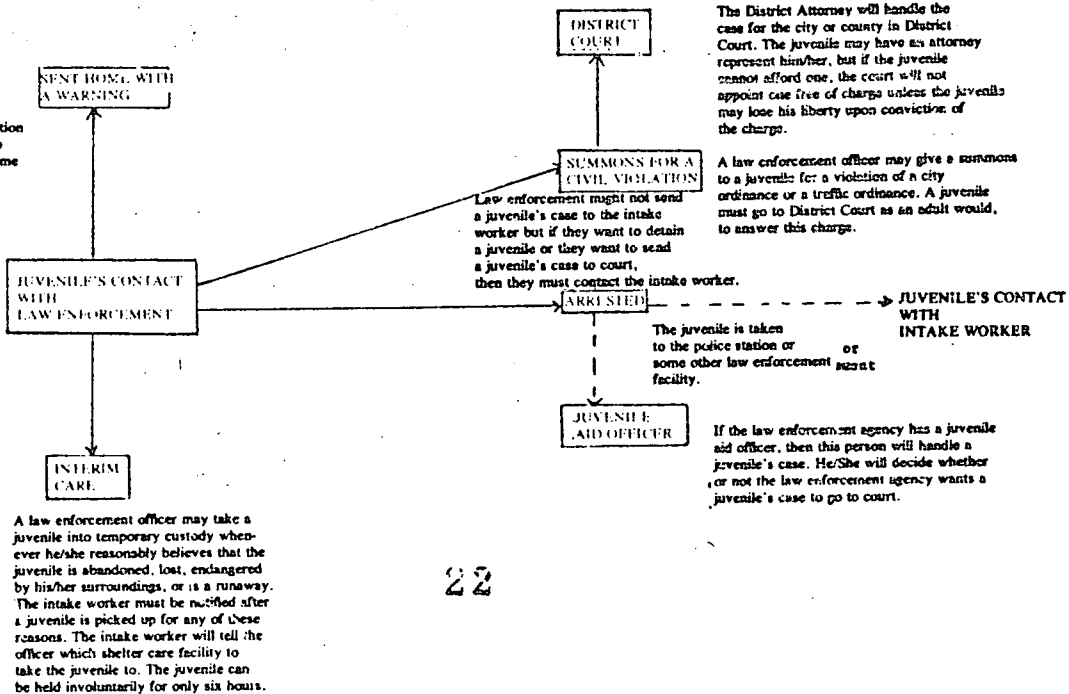 DISTRICT
COURT
The District Attorney will handle the
case for the city or county in District
Court. The juvenile may have an attorney
represent him/her, but if the juvenile
cannot afford one, the court will not
appoint one free of charge unless the juvenile
may lose his liberty upon conviction of
the charge.
SENT HOME WITH
A WARNING
tion
me
SUMMONS FOR A
CIVIL VIOLATION
A law enforcement officer may give a summons
to a juvenile for a violation of a city
ordinance or a traffic ordinance. A juvenile
must go to District Court as an adult would,
to answer this charge.
Law enforcement might not send
a juvenile's case to the intake
worker but if they want to detain
a juvenile or they want to send
a juvenile's case to court,
then they must contact the intake worker.
JUVENILE'S CONTACT
WITH
LAW ENFORCEMENT
ARRESTED
JUVENILE'S CONTACT
WITH
INTAKE WORKER
The juvenile is taken
to the police station or
some other law enforcement
facility.
or
JUVENILE
AID OFFICER
If the law enforcement agency has a juvenile
aid officer, then this person will handle a
juvenile's case. He/She will decide whether
or not the law enforcement agency wants a
juvenile's case to go to court.
INTERIM
CARE
A law enforcement officer may take a
juvenile into temporary custody when-
ever he/she reasonably believes that the
juvenile is abandoned, lost, endangered
by his/her surroundings, or is a runaway.
The intake worker must be notified after
a juvenile is picked up for any of these
reasons. The intake worker will tell the
officer which shelter care facility to
take the juvenile to. The juvenile can
be held involuntarily for only six hours.
22